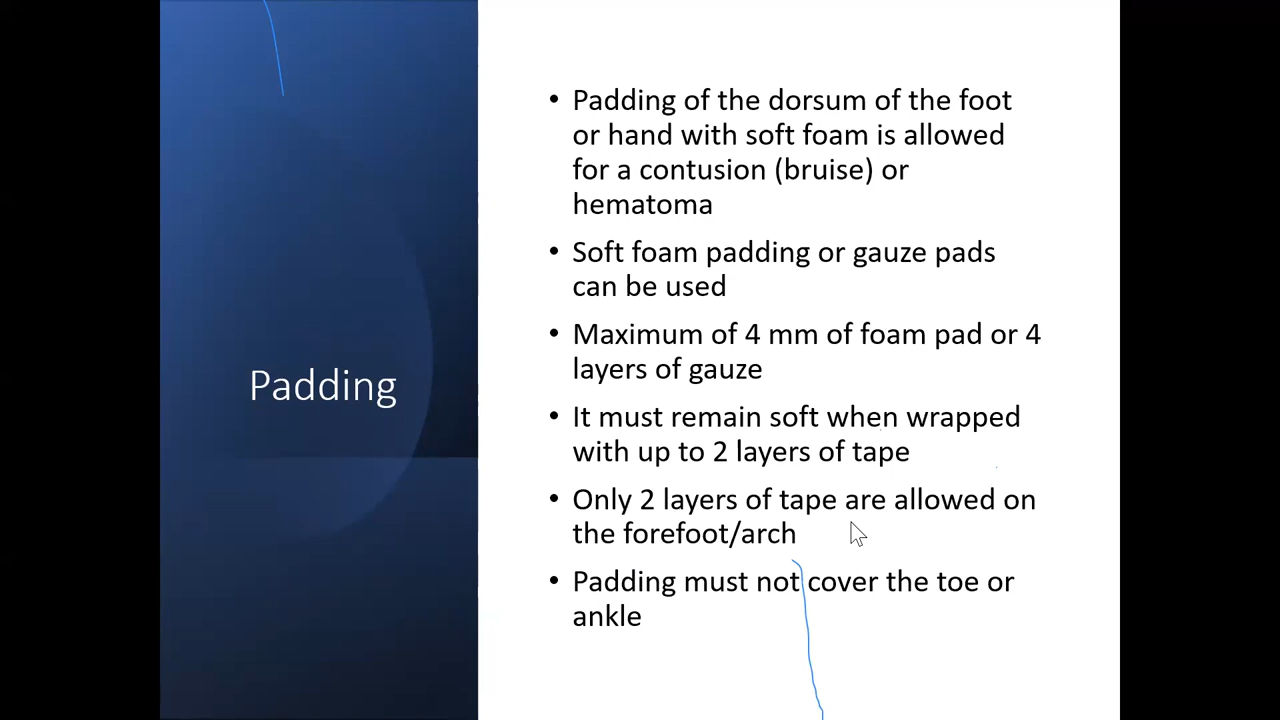 Padding
• Padding of the dorsum of the foot
or hand with soft foam is allowed
for a contusion (bruise) or
hematoma
• Soft foam padding or gauze pads
can be used
• Maximum of 4 mm of foam pad or 4
layers of gauze
• It must remain soft when wrapped
with up to 2 layers of tape
• Only 2 layers of tape are allowed on
the forefoot/arch
• Padding must not cover the toe or
ankle